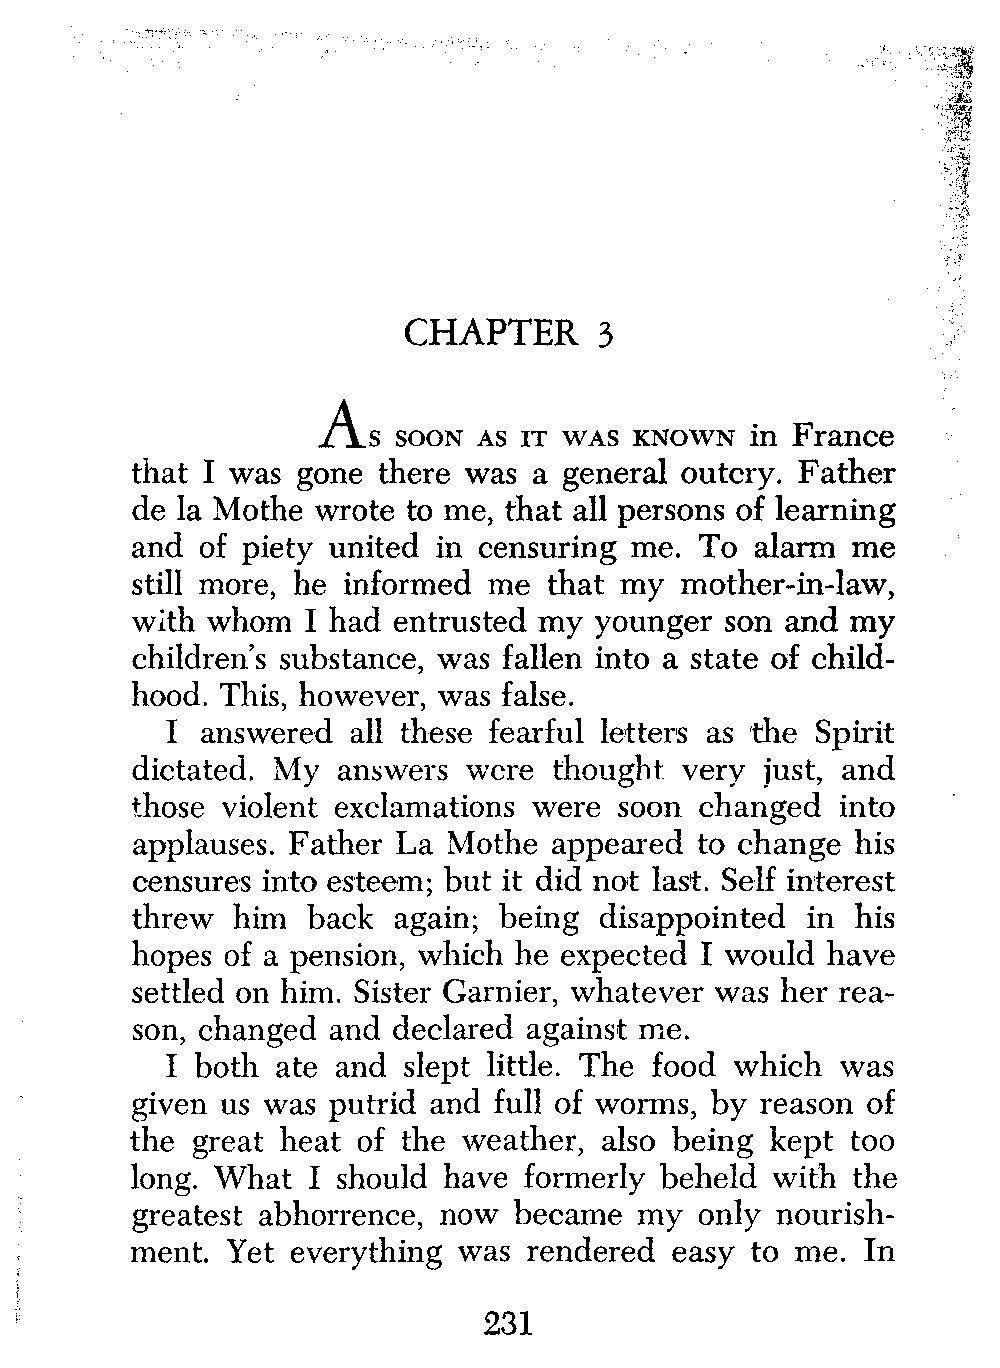 CHAPTER 3
As soon as it was known in France
that I was gone there was a general outcry. Father
de la Mothe wrote to me, that all persons of learning
and of piety united in censuring me. To alarm me
still more, he informed me that my mother-in-law,
with whom I had entrusted my younger son and my
children's substance, was fallen into a state of child-
hood. This, however, was false.
I answered all these fearful letters as the Spirit
dictated. My answers were thought very just, and
those violent exclamations were soon changed into
applauses. Father La Mothe appeared to change his
censures into esteem; but it did not last. Self interest
threw him back again; being disappointed in his
hopes of a pension, which he expected I would have
settled on him. Sister Garnier, whatever was her rea-
son, changed and declared against me.
I both ate and slept little. The food which was
given us was putrid and full of worms, by reason of
the great heat of the weather, also being kept too
long. What I should have formerly beheld with the
greatest abhorrence, now became my only nourish-
ment. Yet everything was rendered easy to me. In
231